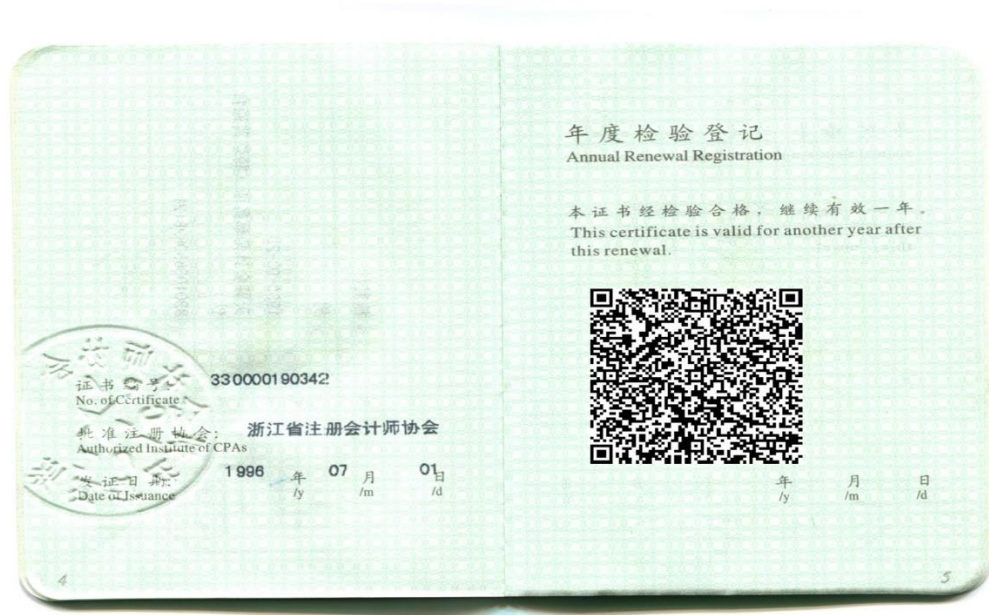 证书编号:
No. of Certificate
330000190342
批准注册协会:
Authorized Institute of CPAs
浙江省注册会计师协会
发证日期:
Date of Issuance
1996 年 /y 07 月 /m 01 日 /d
4
年度检验登记
Annual Renewal Registration
本证书经检验合格，继续有效一年。
This certificate is valid for another year after
this renewal.
年 月 日
/y /m /d
5